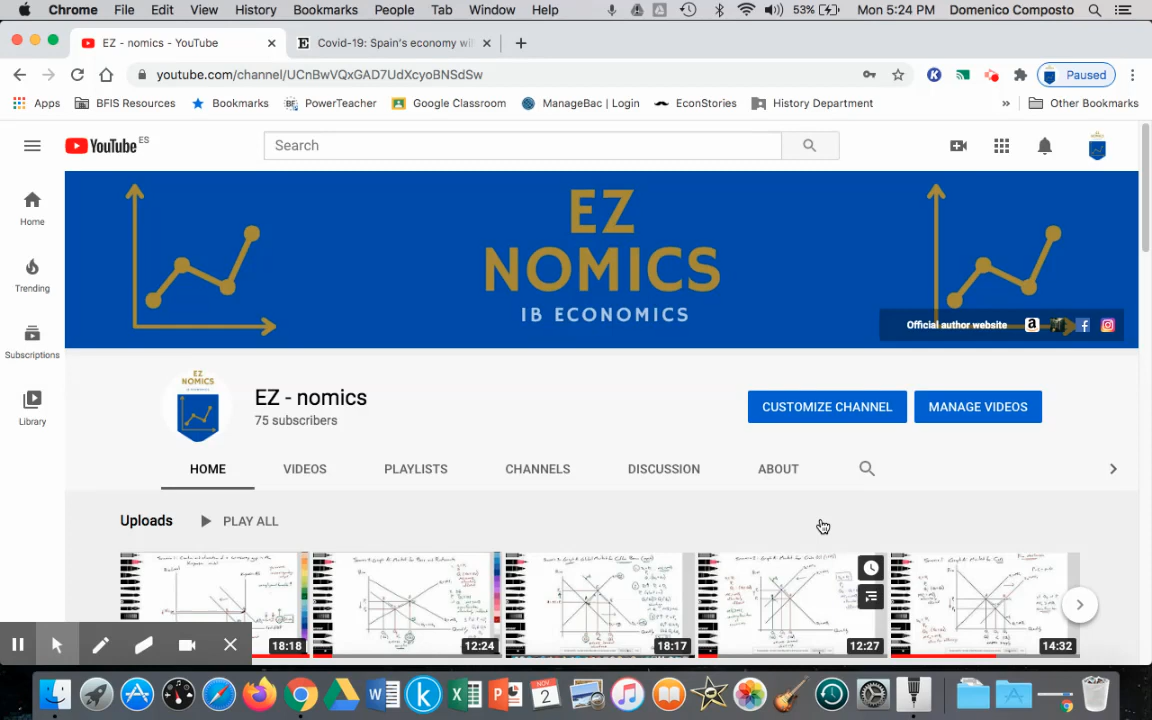 Chrome File Edit View History Bookmarks People Tab Window Help 53% Mon 5:24 PM Domenico Composto
EZ - nomics - YouTube Covid-19: Spain's economy wi
youtube.com/channel/UCnBwVQxGAD7UdXcyoBNSdSw Paused
Apps BFIS Resources Bookmarks PowerTeacher Google Classroom ManageBac | Login EconStories History Department » Other Bookmarks
YouTube ES Search
Home
Trending
Subscriptions
Library
EZ
NOMICS
IB ECONOMICS
Official author website
EZ
NOMICS
EZ - nomics
75 subscribers
CUSTOMIZE CHANNEL MANAGE VIDEOS
HOME VIDEOS PLAYLISTS CHANNELS DISCUSSION ABOUT
Uploads PLAY ALL
18:18 12:24 18:17 12:27 14:32
NOV
2